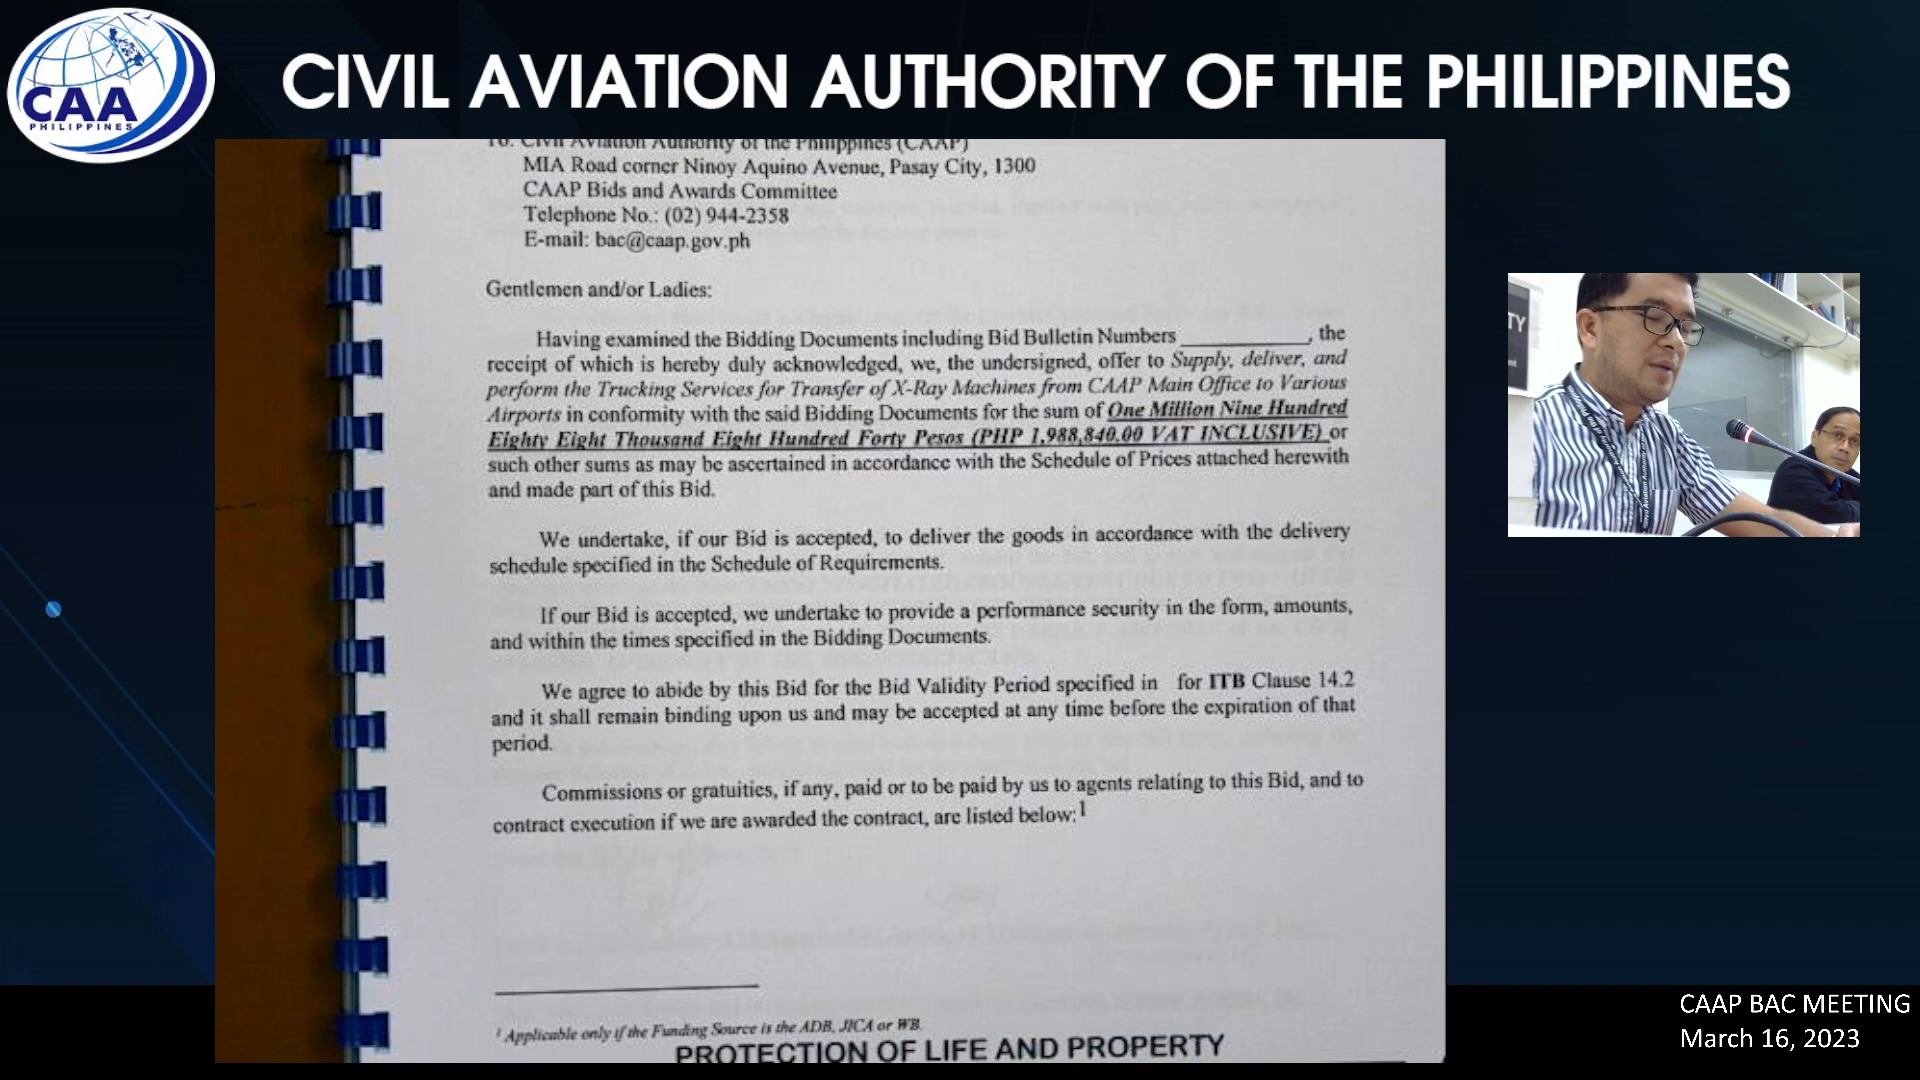 CAA
PHILIPPINES
CIVIL AVIATION AUTHORITY OF THE PHILIPPINES
To: Civil Aviation Authority of the Philippines (CAAP)
MIA Road corner Ninoy Aquino Avenue, Pasay City, 1300
CAAP Bids and Awards Committee
Telephone No.: (02) 944-2358
E-mail: bac@caap.gov.ph
Gentlemen and/or Ladies:
Having examined the Bidding Documents including Bid Bulletin Numbers ____________, the
receipt of which is hereby duly acknowledged, we, the undersigned, offer to Supply, deliver, and
perform the Trucking Services for Transfer of X-Ray Machines from CAAP Main Office to Various
Airports in conformity with the said Bidding Documents for the sum of One Million Nine Hundred
Eighty Eight Thousand Eight Hundred Forty Pesos (PHP 1,988,840.00 VAT INCLUSIVE) or
such other sums as may be ascertained in accordance with the Schedule of Prices attached herewith
and made part of this Bid.
We undertake, if our Bid is accepted, to deliver the goods in accordance with the delivery
schedule specified in the Schedule of Requirements.
If our Bid is accepted, we undertake to provide a performance security in the form, amounts,
and within the times specified in the Bidding Documents.
We agree to abide by this Bid for the Bid Validity Period specified in for ITB Clause 14.2
and it shall remain binding upon us and may be accepted at any time before the expiration of that
period.
Commissions or gratuities, if any, paid or to be paid by us to agents relating to this Bid, and to
contract execution if we are awarded the contract, are listed below:1
1 Applicable only if the Funding Source is the ADB, JICA or WB.
PROTECTION OF LIFE AND PROPERTY
CAAP BAC MEETING
March 16, 2023